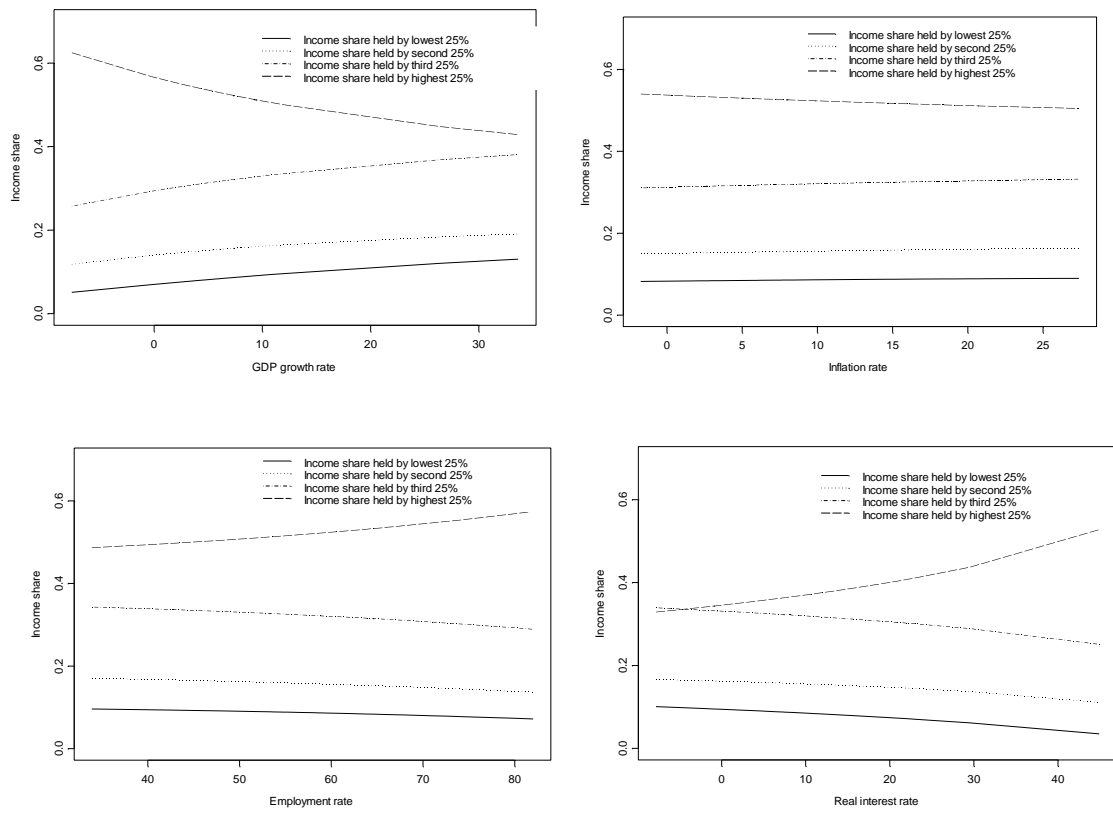 Income share held by lowest 25%
Income share held by second 25%
Income share held by third 25%
Income share held by highest 25%
Income share
0.6
0.4
0.2
0.0
0 10 20 30
GDP growth rate
Income share held by lowest 25%
Income share held by second 25%
Income share held by third 25%
Income share held by highest 25%
Income share
0.6
0.4
0.2
0.0
0 5 10 15 20 25
Inflation rate
Income share held by lowest 25%
Income share held by second 25%
Income share held by third 25%
Income share held by highest 25%
Income share
0.6
0.4
0.2
0.0
40 50 60 70 80
Employment rate
Income share held by lowest 25%
Income share held by second 25%
Income share held by third 25%
Income share held by highest 25%
Income share
0.6
0.4
0.2
0.0
0 10 20 30 40
Real interest rate